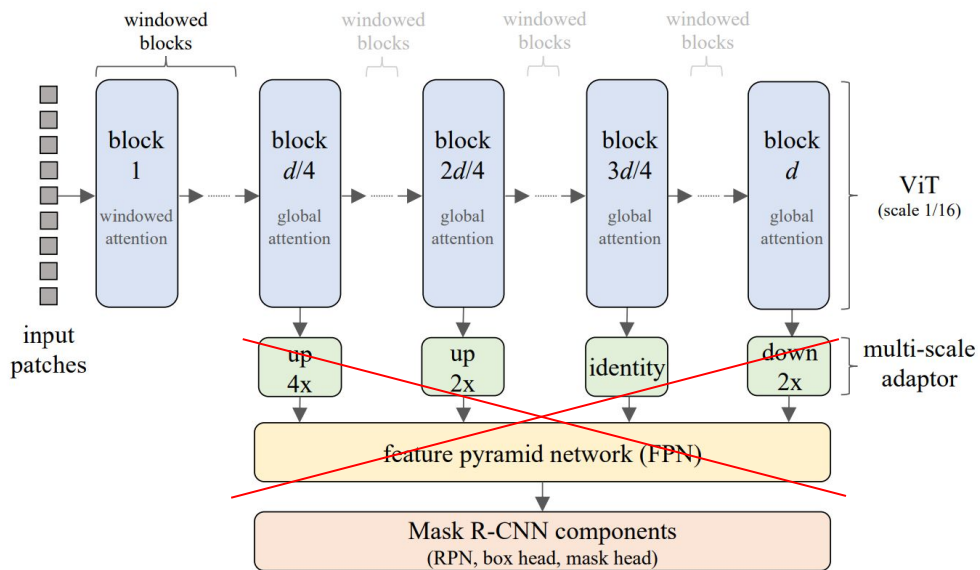 windowed
blocks
windowed
blocks
windowed
blocks
windowed
blocks
block
1
windowed
attention
block
d/4
global
attention
block
2d/4
global
attention
block
3d/4
global
attention
block
d
global
attention
ViT
(scale 1/16)
input
patches
up
4x
up
2x
identity
down
2x
multi-scale
adaptor
feature pyramid network (FPN)
Mask R-CNN components
(RPN, box head, mask head)